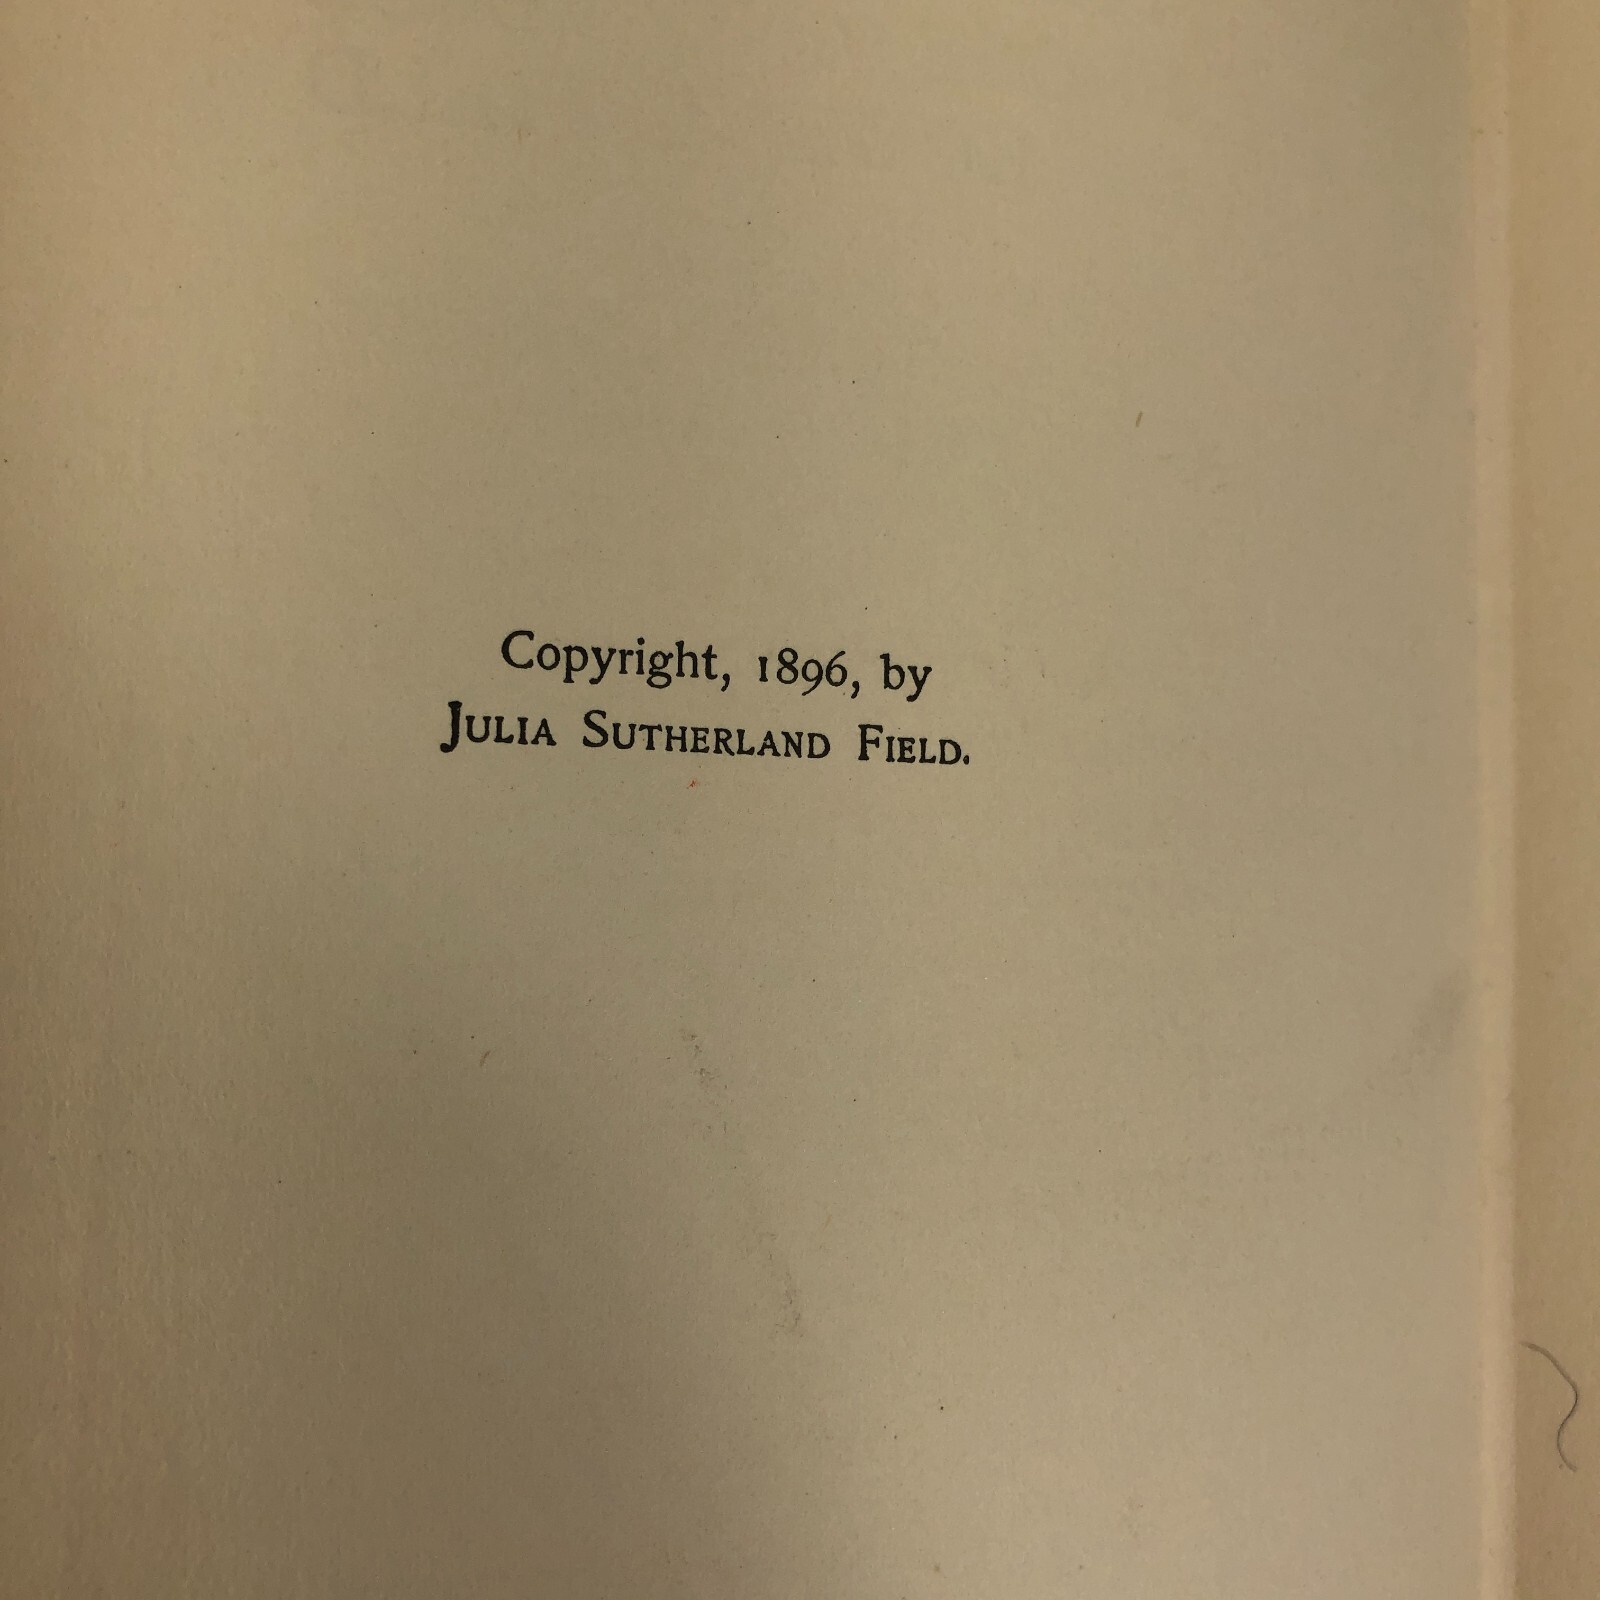 Copyright, 1896, by
Julia Sutherland Field.